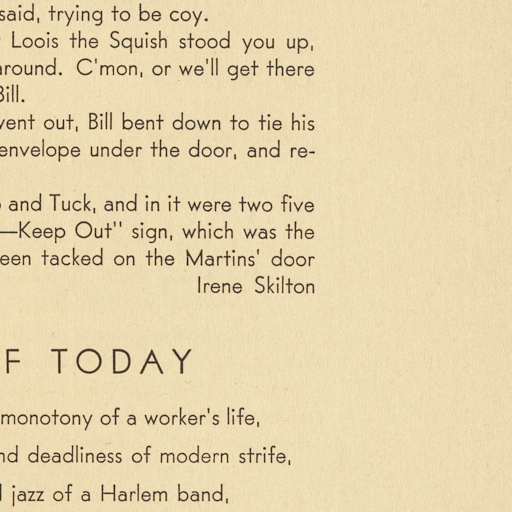 said, trying to be coy.
Loois the Squish stood you up,
around. C'mon, or we'll get there
Bill.
went out, Bill bent down to tie his
envelope under the door, and re-
and Tuck, and in it were two five
—Keep Out" sign, which was the
een tacked on the Martins' door
Irene Skilton
F TODAY
monotony of a worker's life,
nd deadliness of modern strife,
jazz of a Harlem band,